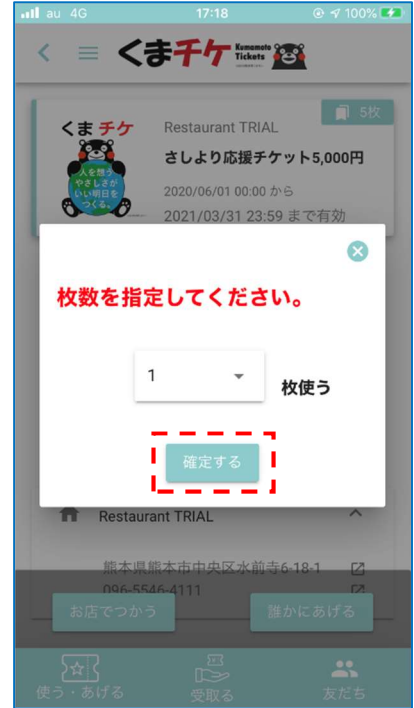 au 4G 17:18 100%
くまチケ Kumamoto Tickets
5枚
くまチケ
人を想う
やさしさが
いい明日を
つくる。
Restaurant TRIAL
さしより応援チケット5,000円
2020/06/01 00:00 から
2021/03/31 23:59 まで有効
枚数を指定してください。
1 枚使う
確定する
Restaurant TRIAL
熊本県熊本市中央区水前寺6-18-1
096-5546-4111
お店でつかう 誰かにあげる
使う・あげる 受取る 友だち